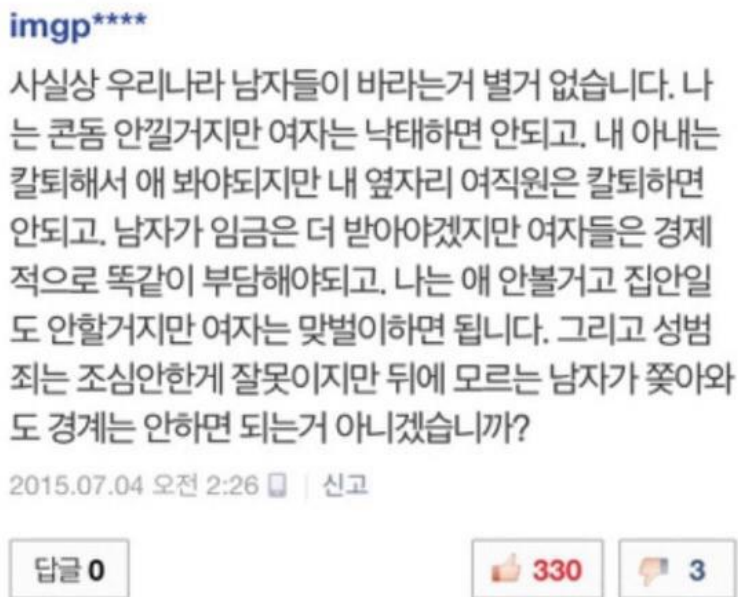 imgp****
사실상 우리나라 남자들이 바라는거 별거 없습니다. 나
는 콘돔 안낄거지만 여자는 낙태하면 안되고. 내 아내는
칼퇴해서 애 봐야되지만 내 옆자리 여직원은 칼퇴하면
안되고. 남자가 임금은 더 받아야겠지만 여자들은 경제
적으로 똑같이 부담해야되고. 나는 애 안볼거고 집안일
도 안할거지만 여자는 맞벌이하면 됩니다. 그리고 성범
죄는 조심안한게 잘못이지만 뒤에 모르는 남자가 쫒아와
도 경계는 안하면 되는거 아니겠습니까?
2015.07.04 오전 2:26 신고
답글 0 330 3